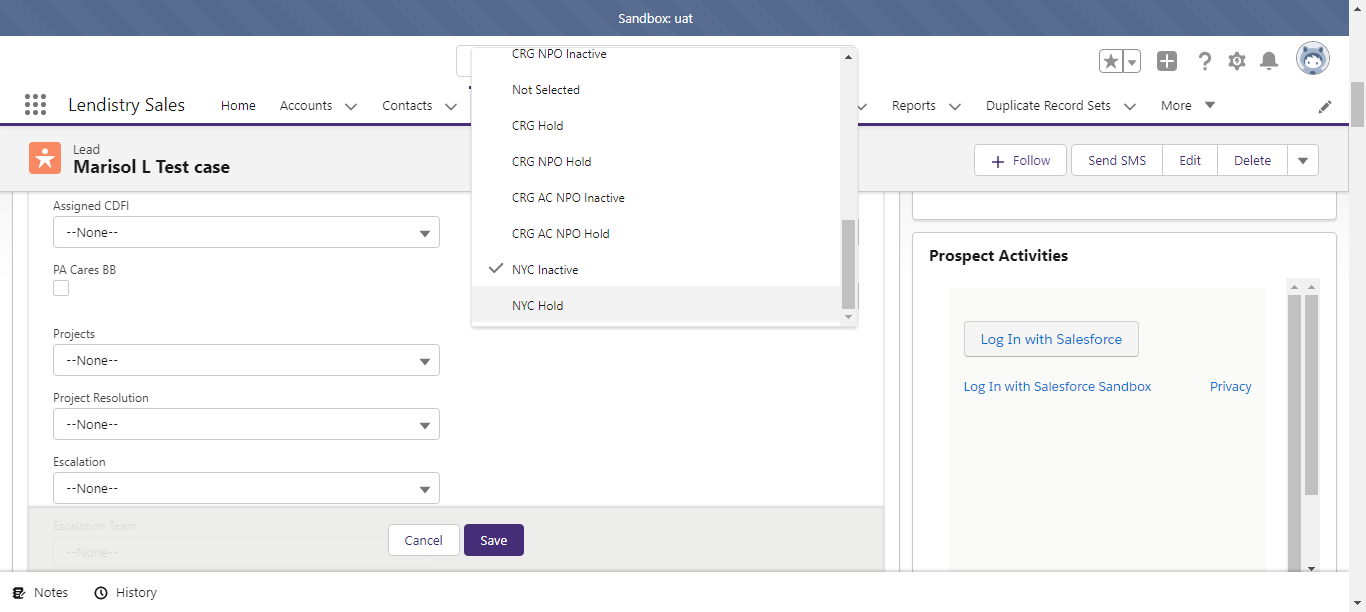 Sandbox: uat
Lendistry Sales
Home
Accounts
Contacts
Reports
Duplicate Record Sets
More
Lead
Marisol L Test case
Follow
Send SMS
Edit
Delete
CRG NPO Inactive
Not Selected
CRG Hold
CRG NPO Hold
CRG AC NPO Inactive
CRG AC NPO Hold
NYC Inactive
NYC Hold
Assigned CDFI
--None--
PA Cares BB
Projects
--None--
Project Resolution
--None--
Escalation
--None--
Escalation Team
--None--
Cancel
Save
Prospect Activities
Log In with Salesforce
Log In with Salesforce Sandbox
Privacy
Notes
History